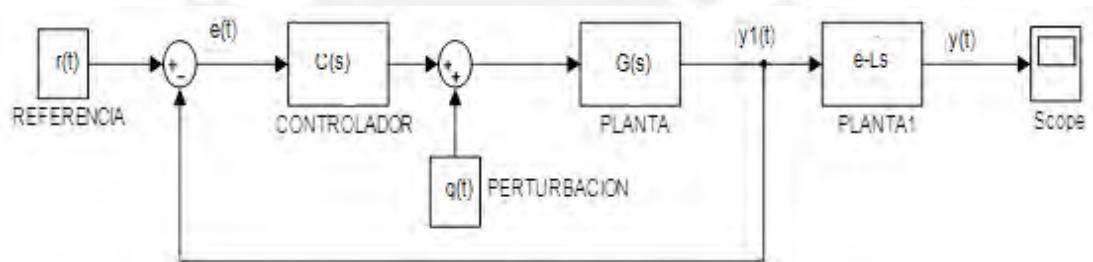 e(t)
y1(t)
y(t)
r(t)
+
−
C(s)
+
+
G(s)
e-Ls
REFERENCIA
CONTROLADOR
PLANTA
PLANTA1
Scope
q(t)
PERTURBACION